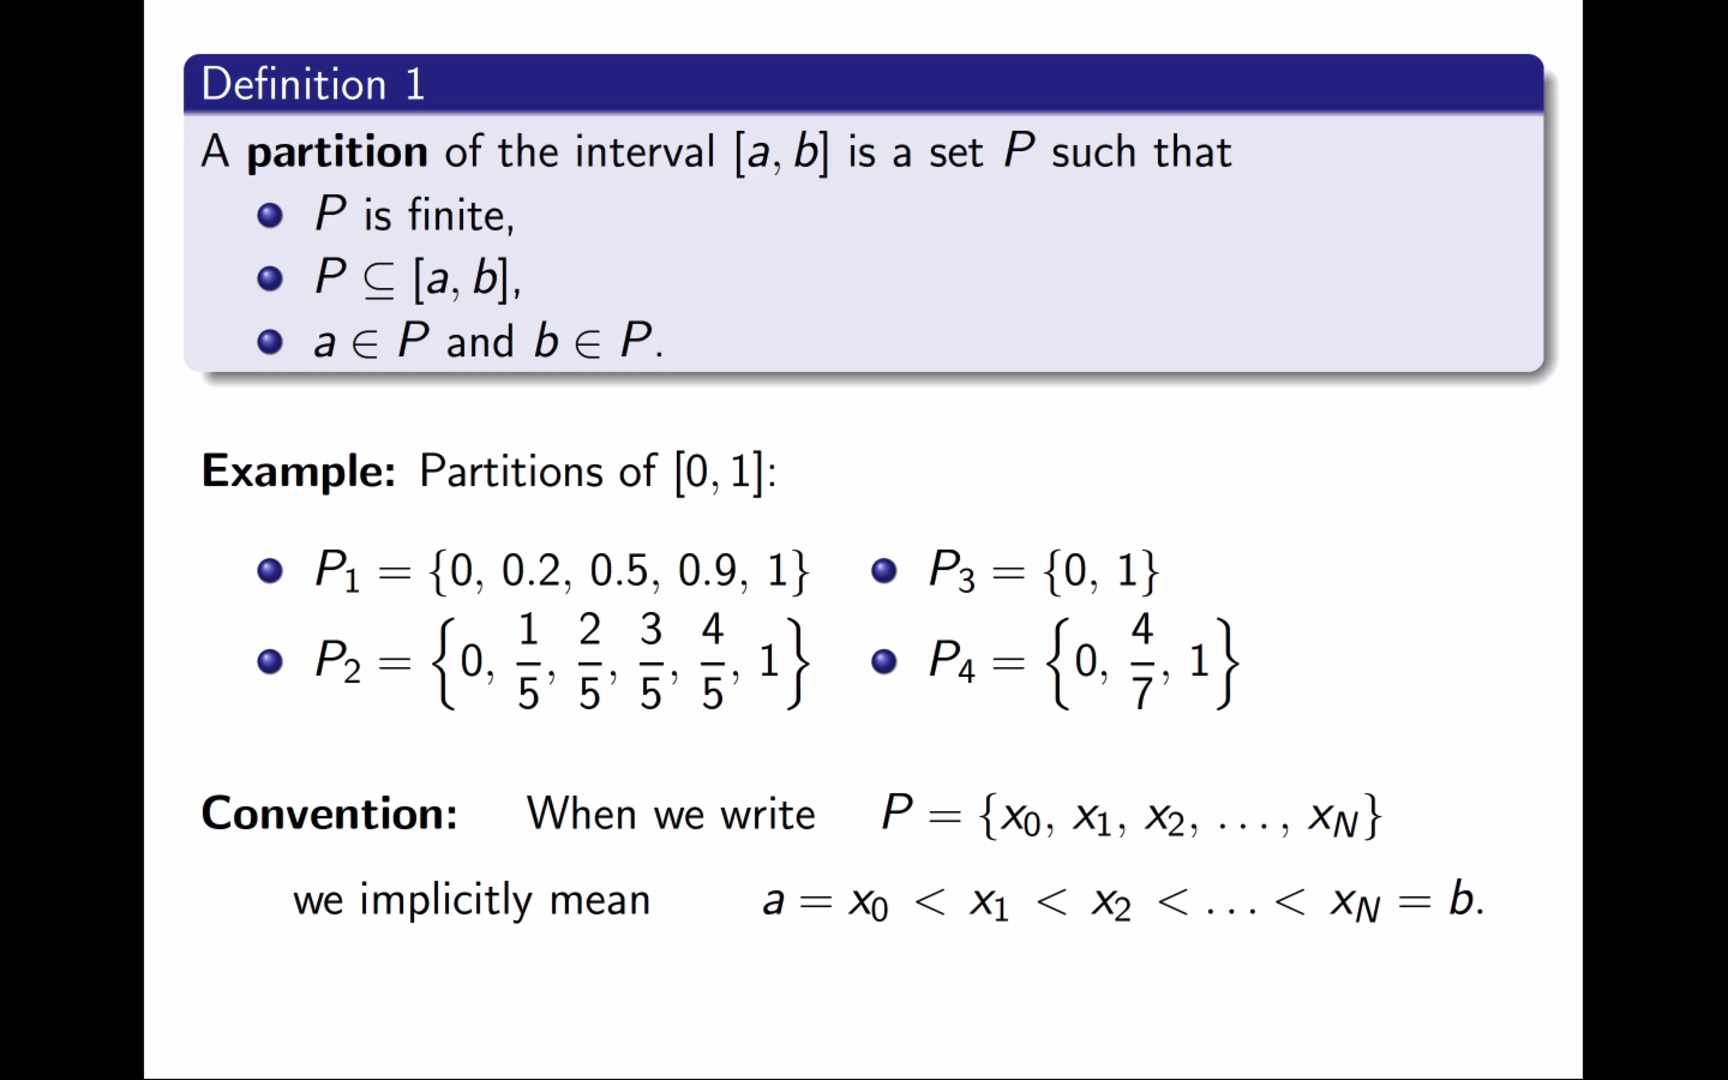 Definition 1
A partition of the interval [a, b] is a set P such that
P is finite,
P ⊆ [a, b],
a ∈ P and b ∈ P.
Example: Partitions of [0, 1]:
P₁ = {0, 0.2, 0.5, 0.9, 1}
P₃ = {0, 1}
P₂ = {0, 1/5, 2/5, 3/5, 4/5, 1}
P₄ = {0, 4/7, 1}
Convention: When we write P = {x₀, x₁, x₂, ..., x_N}
we implicitly mean a = x₀ < x₁ < x₂ < ... < x_N = b.